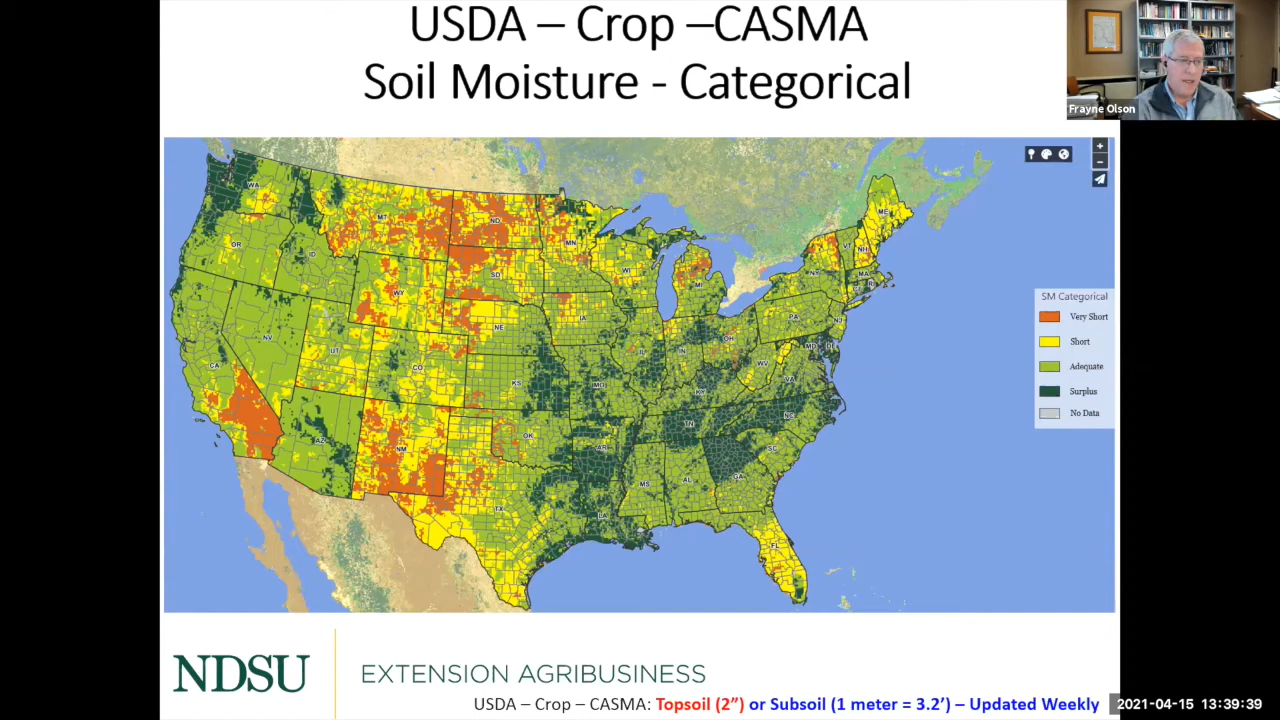 USDA – Crop –CASMA
Soil Moisture - Categorical
Frayne Olson
WA
MT
ND
OR
ID
MN
ME
VT
NH
WI
SD
WY
MI
NY
MA
CT
RI
NE
IA
PA
NJ
NV
UT
IL
IN
OH
MD
DE
CA
CO
KS
MO
WV
VA
KY
AZ
NM
OK
AR
TN
NC
SC
TX
LA
MS
AL
GA
FL
SM Categorical
Very Short
Short
Adequate
Surplus
No Data
NDSU
EXTENSION AGRIBUSINESS
USDA – Crop – CASMA: Topsoil (2”) or Subsoil (1 meter = 3.2’) – Updated Weekly
2021-04-15 13:39:39